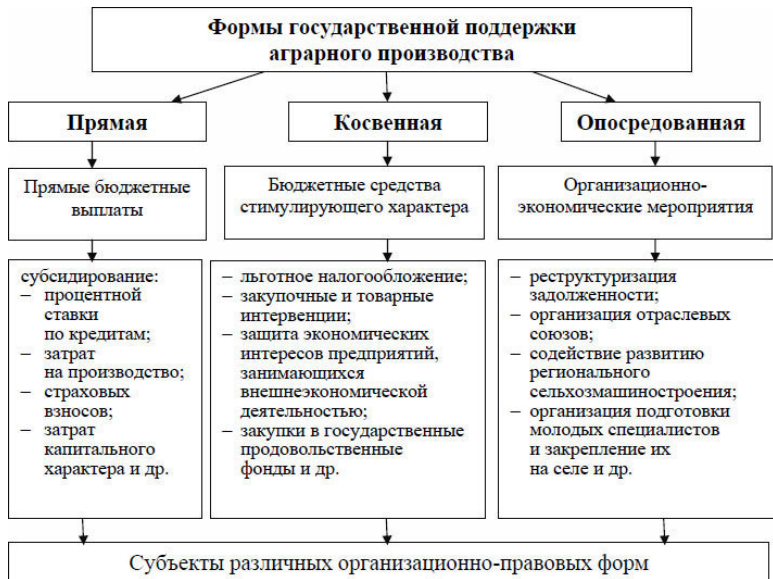 Формы государственной поддержки
аграрного производства
Прямая
Косвенная
Опосредованная
Прямые бюджетные
выплаты
Бюджетные средства
стимулирующего характера
Организационно-
экономические мероприятия
субсидирование:
– процентной
ставки
по кредитам;
– затрат
на производство;
– страховых
взносов;
– затрат
капитального
характера и др.
– льготное налогообложение;
– закупочные и товарные
интервенции;
– защита экономических
интересов предприятий,
занимающихся
внешнеэкономической
деятельностью;
– закупки в государственные
продовольственные
фонды и др.
– реструктуризация
задолженности;
– организация отраслевых
союзов;
– содействие развитию
регионального
сельхозмашиностроения;
– организация подготовки
молодых специалистов
и закрепление их
на селе и др.
Субъекты различных организационно-правовых форм